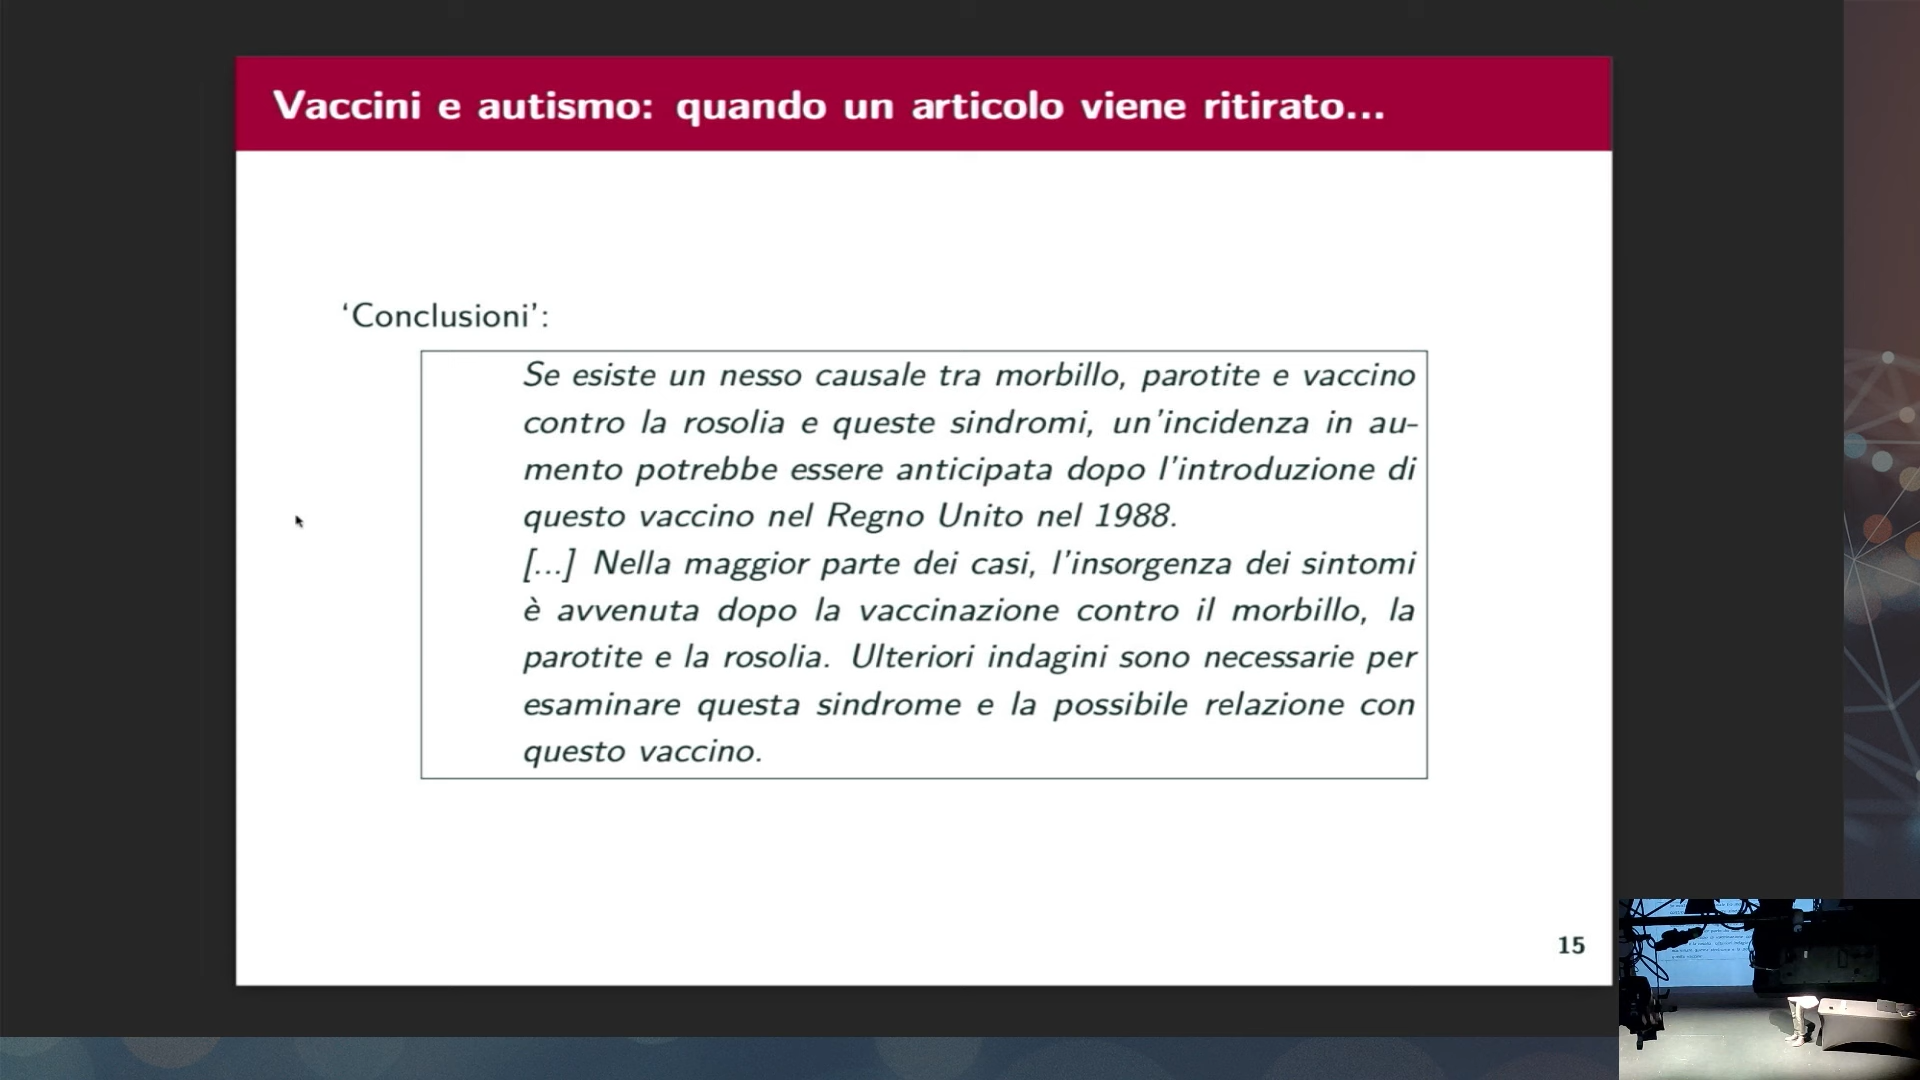 Vaccini e autismo: quando un articolo viene ritirato...
‘Conclusioni’:
Se esiste un nesso causale tra morbillo, parotite e vaccino
contro la rosolia e queste sindromi, un'incidenza in au-
mento potrebbe essere anticipata dopo l'introduzione di
questo vaccino nel Regno Unito nel 1988.
[...] Nella maggior parte dei casi, l'insorgenza dei sintomi
è avvenuta dopo la vaccinazione contro il morbillo, la
parotite e la rosolia. Ulteriori indagini sono necessarie per
esaminare questa sindrome e la possibile relazione con
questo vaccino.
15